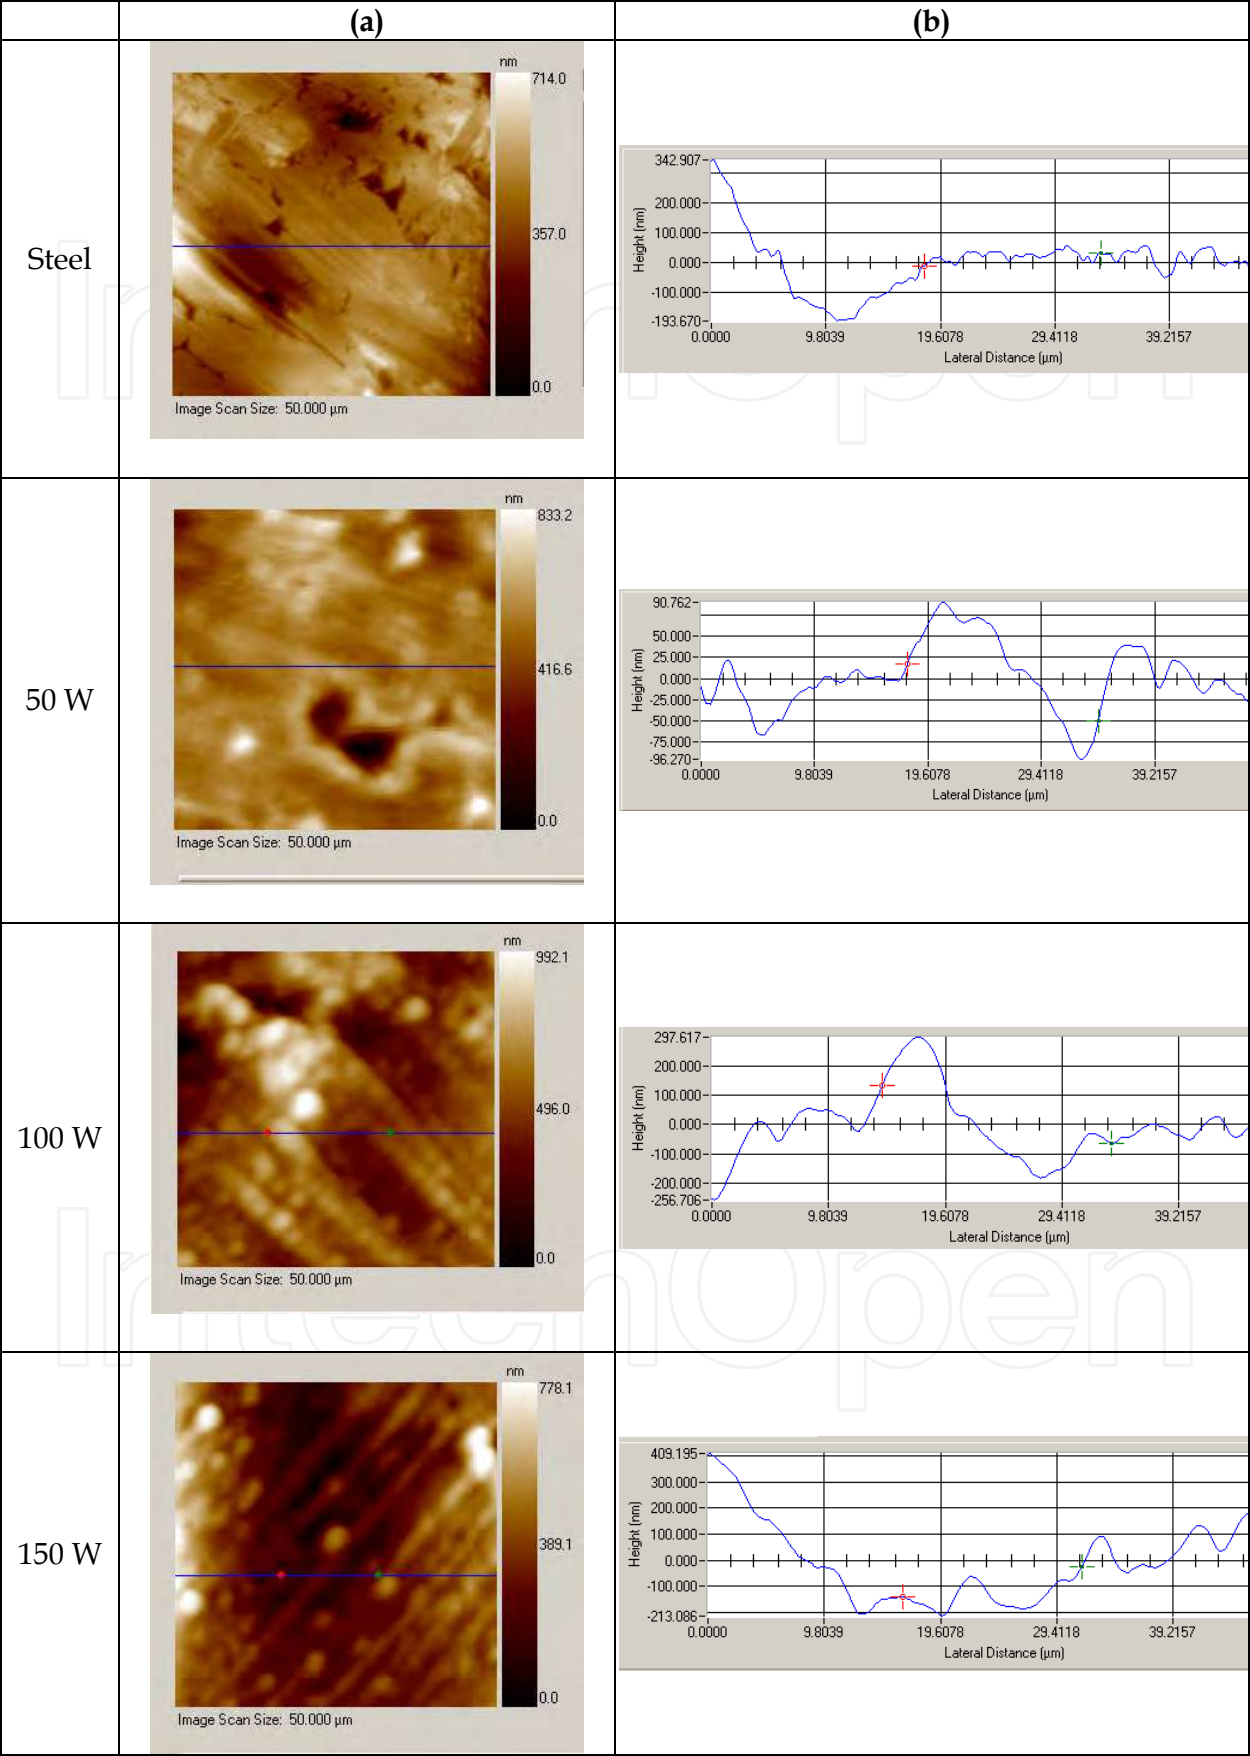 (a) (b)
Steel
nm
714.0
357.0
0.0
Image Scan Size: 50.000 µm
342.907
200.000
100.000
0.000
-100.000
-193.670
Height (nm)
0.0000 9.8039 19.6078 29.4118 39.2157
Lateral Distance (µm)
50 W
nm
833.2
416.6
0.0
Image Scan Size: 50.000 µm
90.762
50.000
25.000
0.000
-25.000
-50.000
-75.000
-96.270
Height (nm)
0.0000 9.8039 19.6078 29.4118 39.2157
Lateral Distance (µm)
100 W
nm
992.1
496.0
0.0
Image Scan Size: 50.000 µm
297.617
200.000
100.000
0.000
-100.000
-200.000
-256.706
Height (nm)
0.0000 9.8039 19.6078 29.4118 39.2157
Lateral Distance (µm)
150 W
nm
778.1
389.1
0.0
Image Scan Size: 50.000 µm
409.195
300.000
200.000
100.000
0.000
-100.000
-213.086
Height (nm)
0.0000 9.8039 19.6078 29.4118 39.2157
Lateral Distance (µm)
IntechOpen
IntechOpen